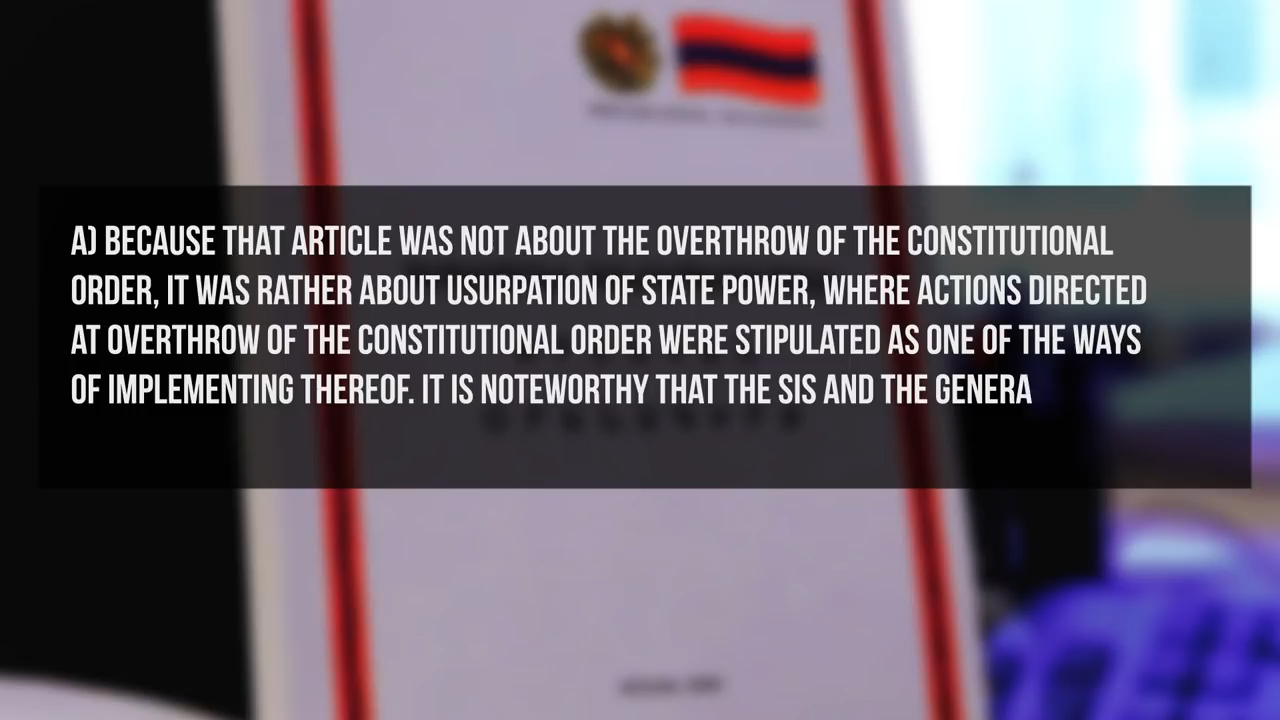 A) BECAUSE THAT ARTICLE WAS NOT ABOUT THE OVERTHROW OF THE CONSTITUTIONAL
ORDER, IT WAS RATHER ABOUT USURPATION OF STATE POWER, WHERE ACTIONS DIRECTED
AT OVERTHROW OF THE CONSTITUTIONAL ORDER WERE STIPULATED AS ONE OF THE WAYS
OF IMPLEMENTING THEREOF. IT IS NOTEWORTHY THAT THE SIS AND THE GENERA